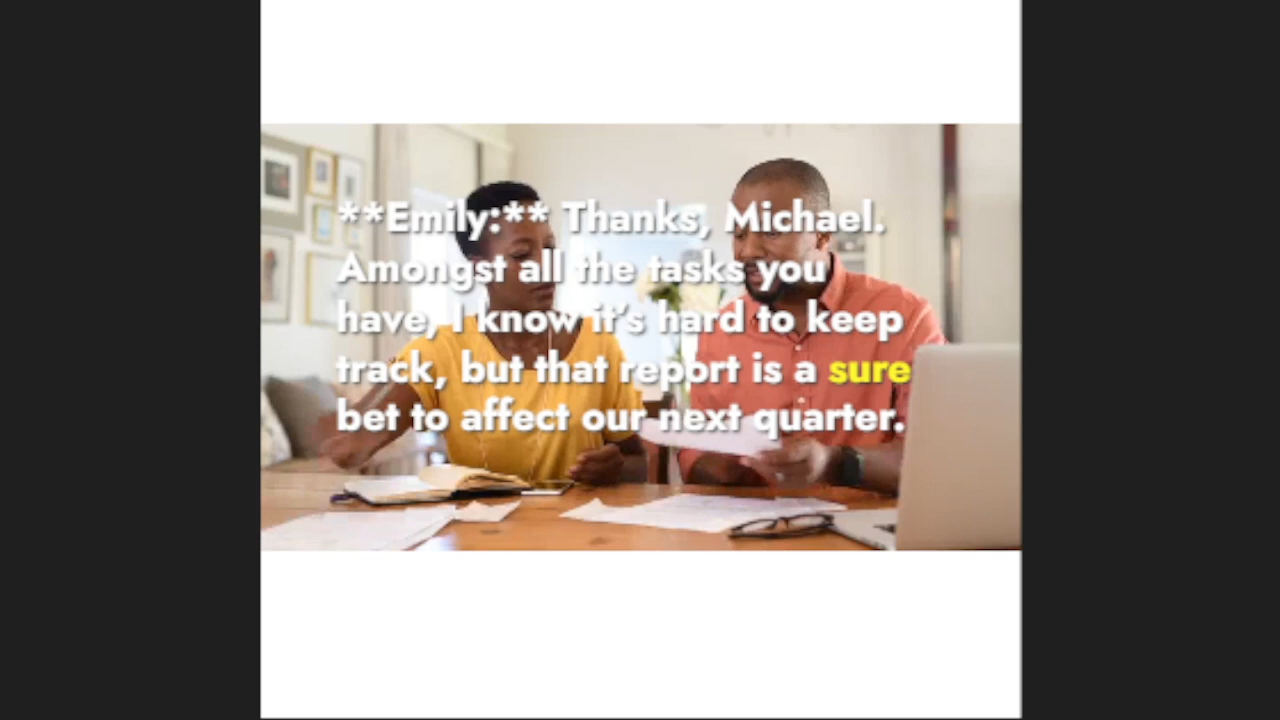 **Emily:** Thanks, Michael.
Amongst all the tasks you
have, I know it's hard to keep
track, but that report is a sure
bet to affect our next quarter.